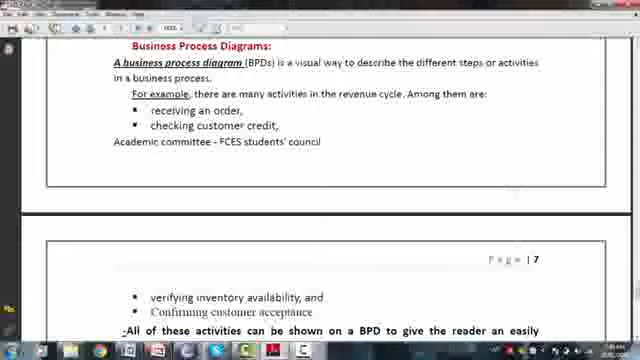 Business Process Diagrams:
A business process diagram (BPDs) is a visual way to describe the different steps or activities
in a business process.
For example, there are many activities in the revenue cycle. Among them are:
▪ receiving an order,
▪ checking customer credit,
Academic committee - FCES students' council
Page | 7
▪ verifying inventory availability, and
▪ Confirming customer acceptance
-All of these activities can be shown on a BPD to give the reader an easily